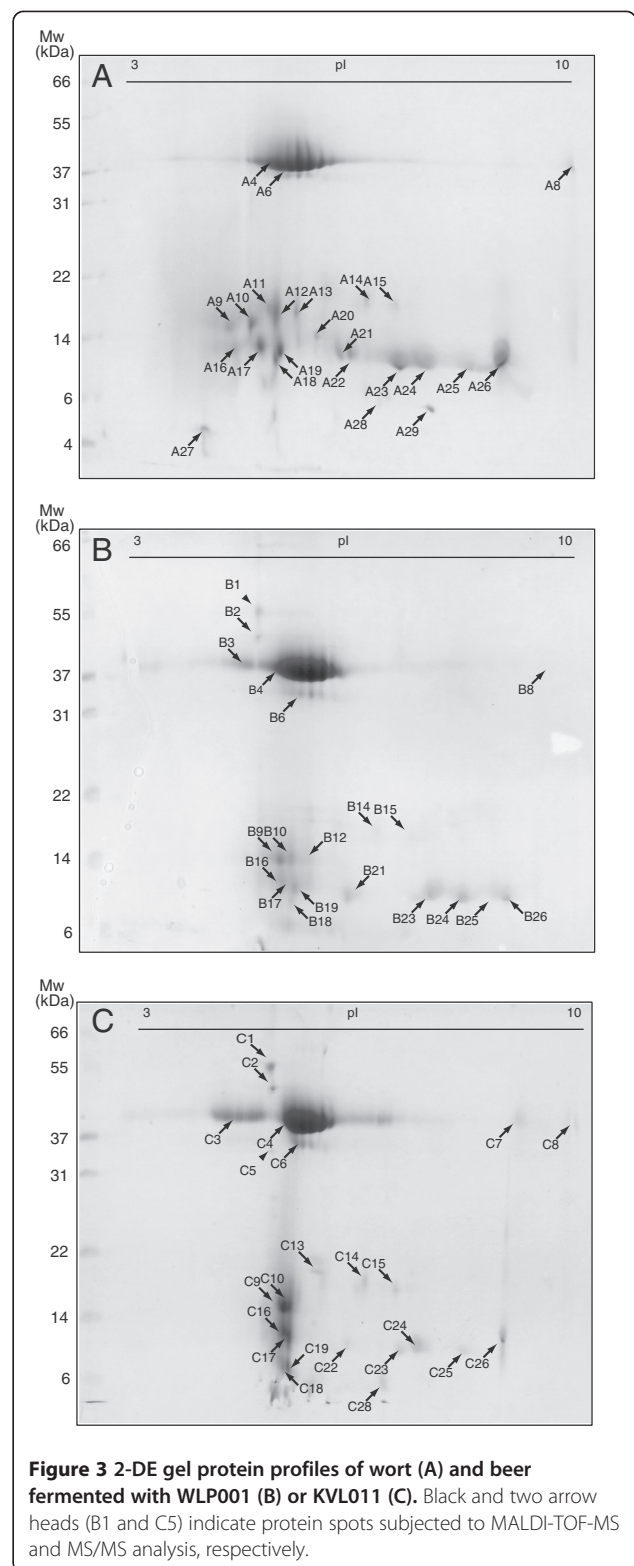 Mw
(kDa)
3 pI 10
A
66
55
37
31
22
14
6
4
A4
A6
A8
A11
A14 A15
A9 A10 A12 A13
A20
A21
A16 A17 A19
A18 A22
A23 A24 A25 A26
A28
A29
A27
Mw
(kDa)
3 pI 10
B
66
55
37
31
22
14
6
B1
B2
B3
B4
B6
B8
B14 B15
B9 B10 B12
B16
B17 B19
B18
B21
B23 B24 B25 B26
Mw
(kDa)
3 pI 10
C
66
55
37
31
22
14
6
C1
C2
C3 C4
C5 C6
C7 C8
C13 C14 C15
C9 C10
C16
C17 C19
C18
C22 C23 C24
C25 C26
C28
Figure 3 2-DE gel protein profiles of wort (A) and beer
fermented with WLP001 (B) or KVL011 (C). Black and two arrow
heads (B1 and C5) indicate protein spots subjected to MALDI-TOF-MS
and MS/MS analysis, respectively.